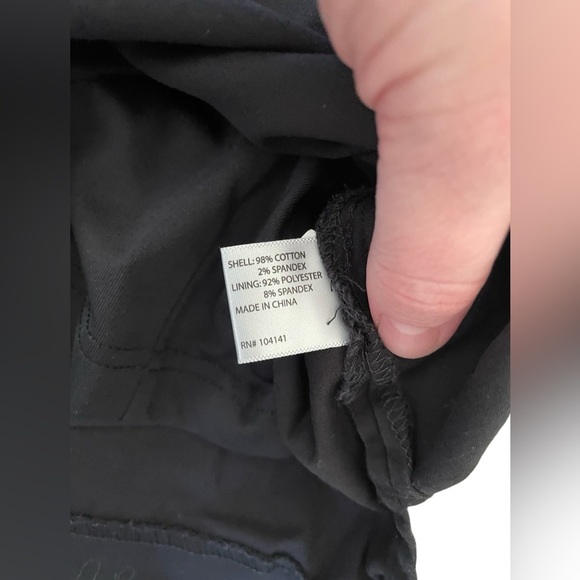 SHELL: 98% COTTON
2% SPANDEX
LINING: 92% POLYESTER
8% SPANDEX
MADE IN CHINA
RN# 104141